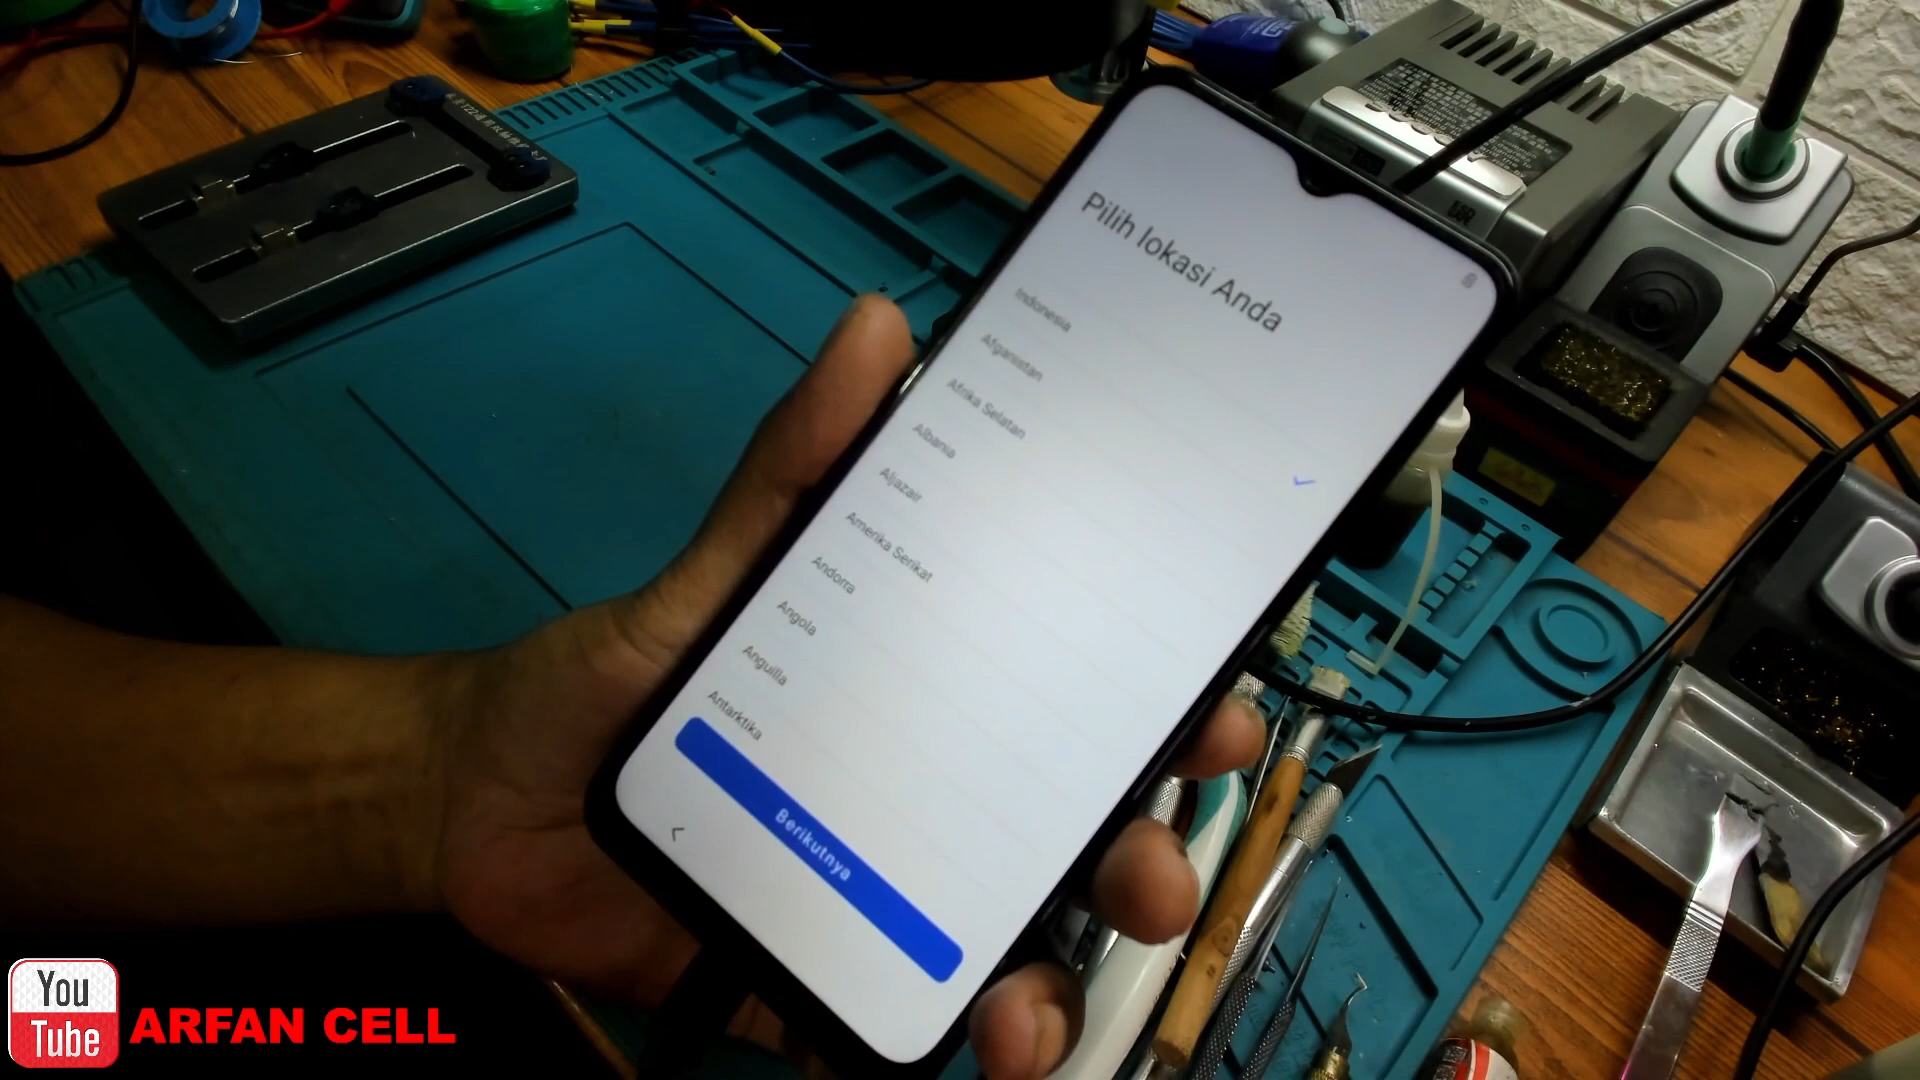 Pilih lokasi Anda
Indonesia
Afganistan
Afrika Selatan
Albania
Aljazair
Amerika Serikat
Andorra
Angola
Anguilla
Antarktika
Berikutnya
You
Tube
ARFAN CELL